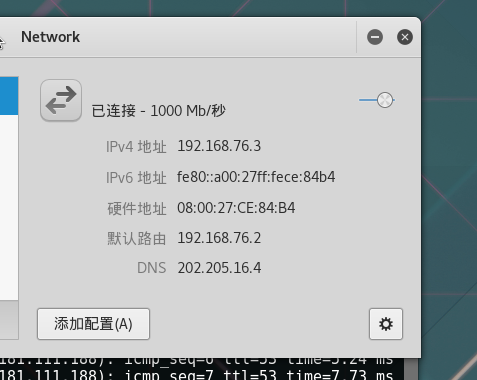 Network
已连接 - 1000 Mb/秒
IPv4 地址 192.168.76.3
IPv6 地址 fe80::a00:27ff:fece:84b4
硬件地址 08:00:27:CE:84:B4
默认路由 192.168.76.2
DNS 202.205.16.4
添加配置(A)
181.111.188): icmp_seq=6 ttl=53 time=5.24 ms
181.111.188): icmp_seq=7 ttl=53 time=7.73 ms